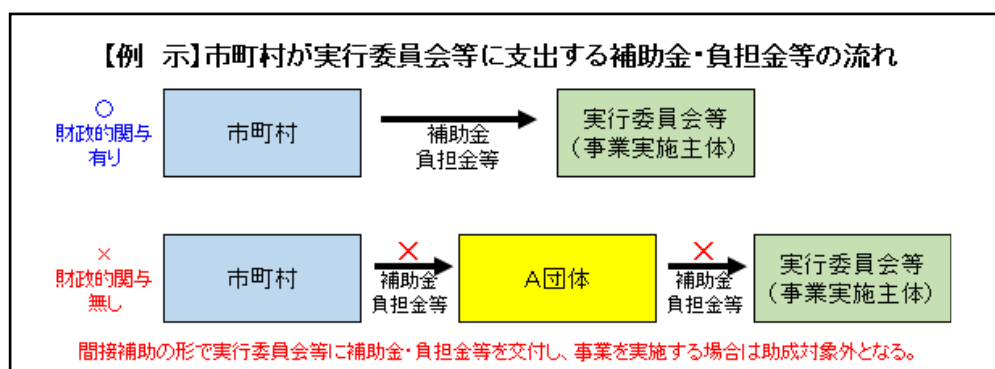 【例　示】市町村が実行委員会等に支出する補助金・負担金等の流れ
○
財政的関与
有り
市町村
補助金
負担金等
実行委員会等
（事業実施主体）
×
財政的関与
無し
市町村
×
補助金
負担金等
A団体
×
補助金
負担金等
実行委員会等
（事業実施主体）
間接補助の形で実行委員会等に補助金・負担金等を交付し、事業を実施する場合は助成対象外となる。